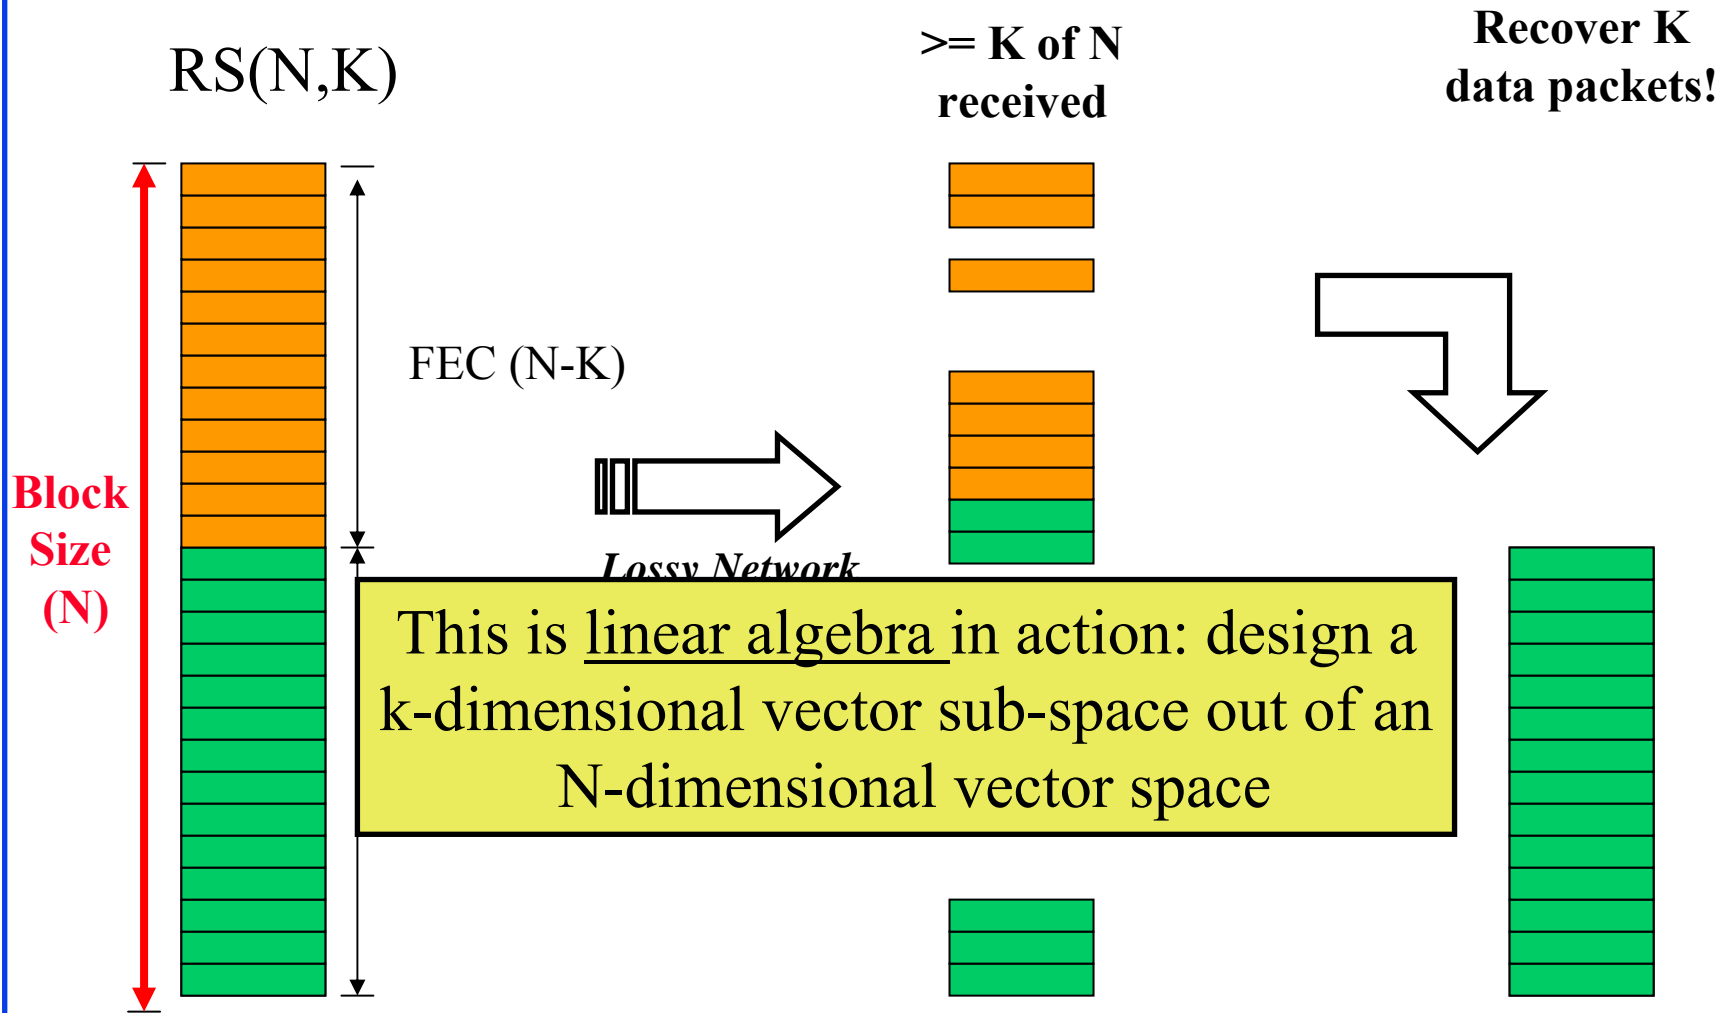 RS(N,K)
>= K of N
received
Recover K
data packets!
FEC (N-K)
Block
Size
(N)
Lossy Network
This is linear algebra in action: design a
k-dimensional vector sub-space out of an
N-dimensional vector space